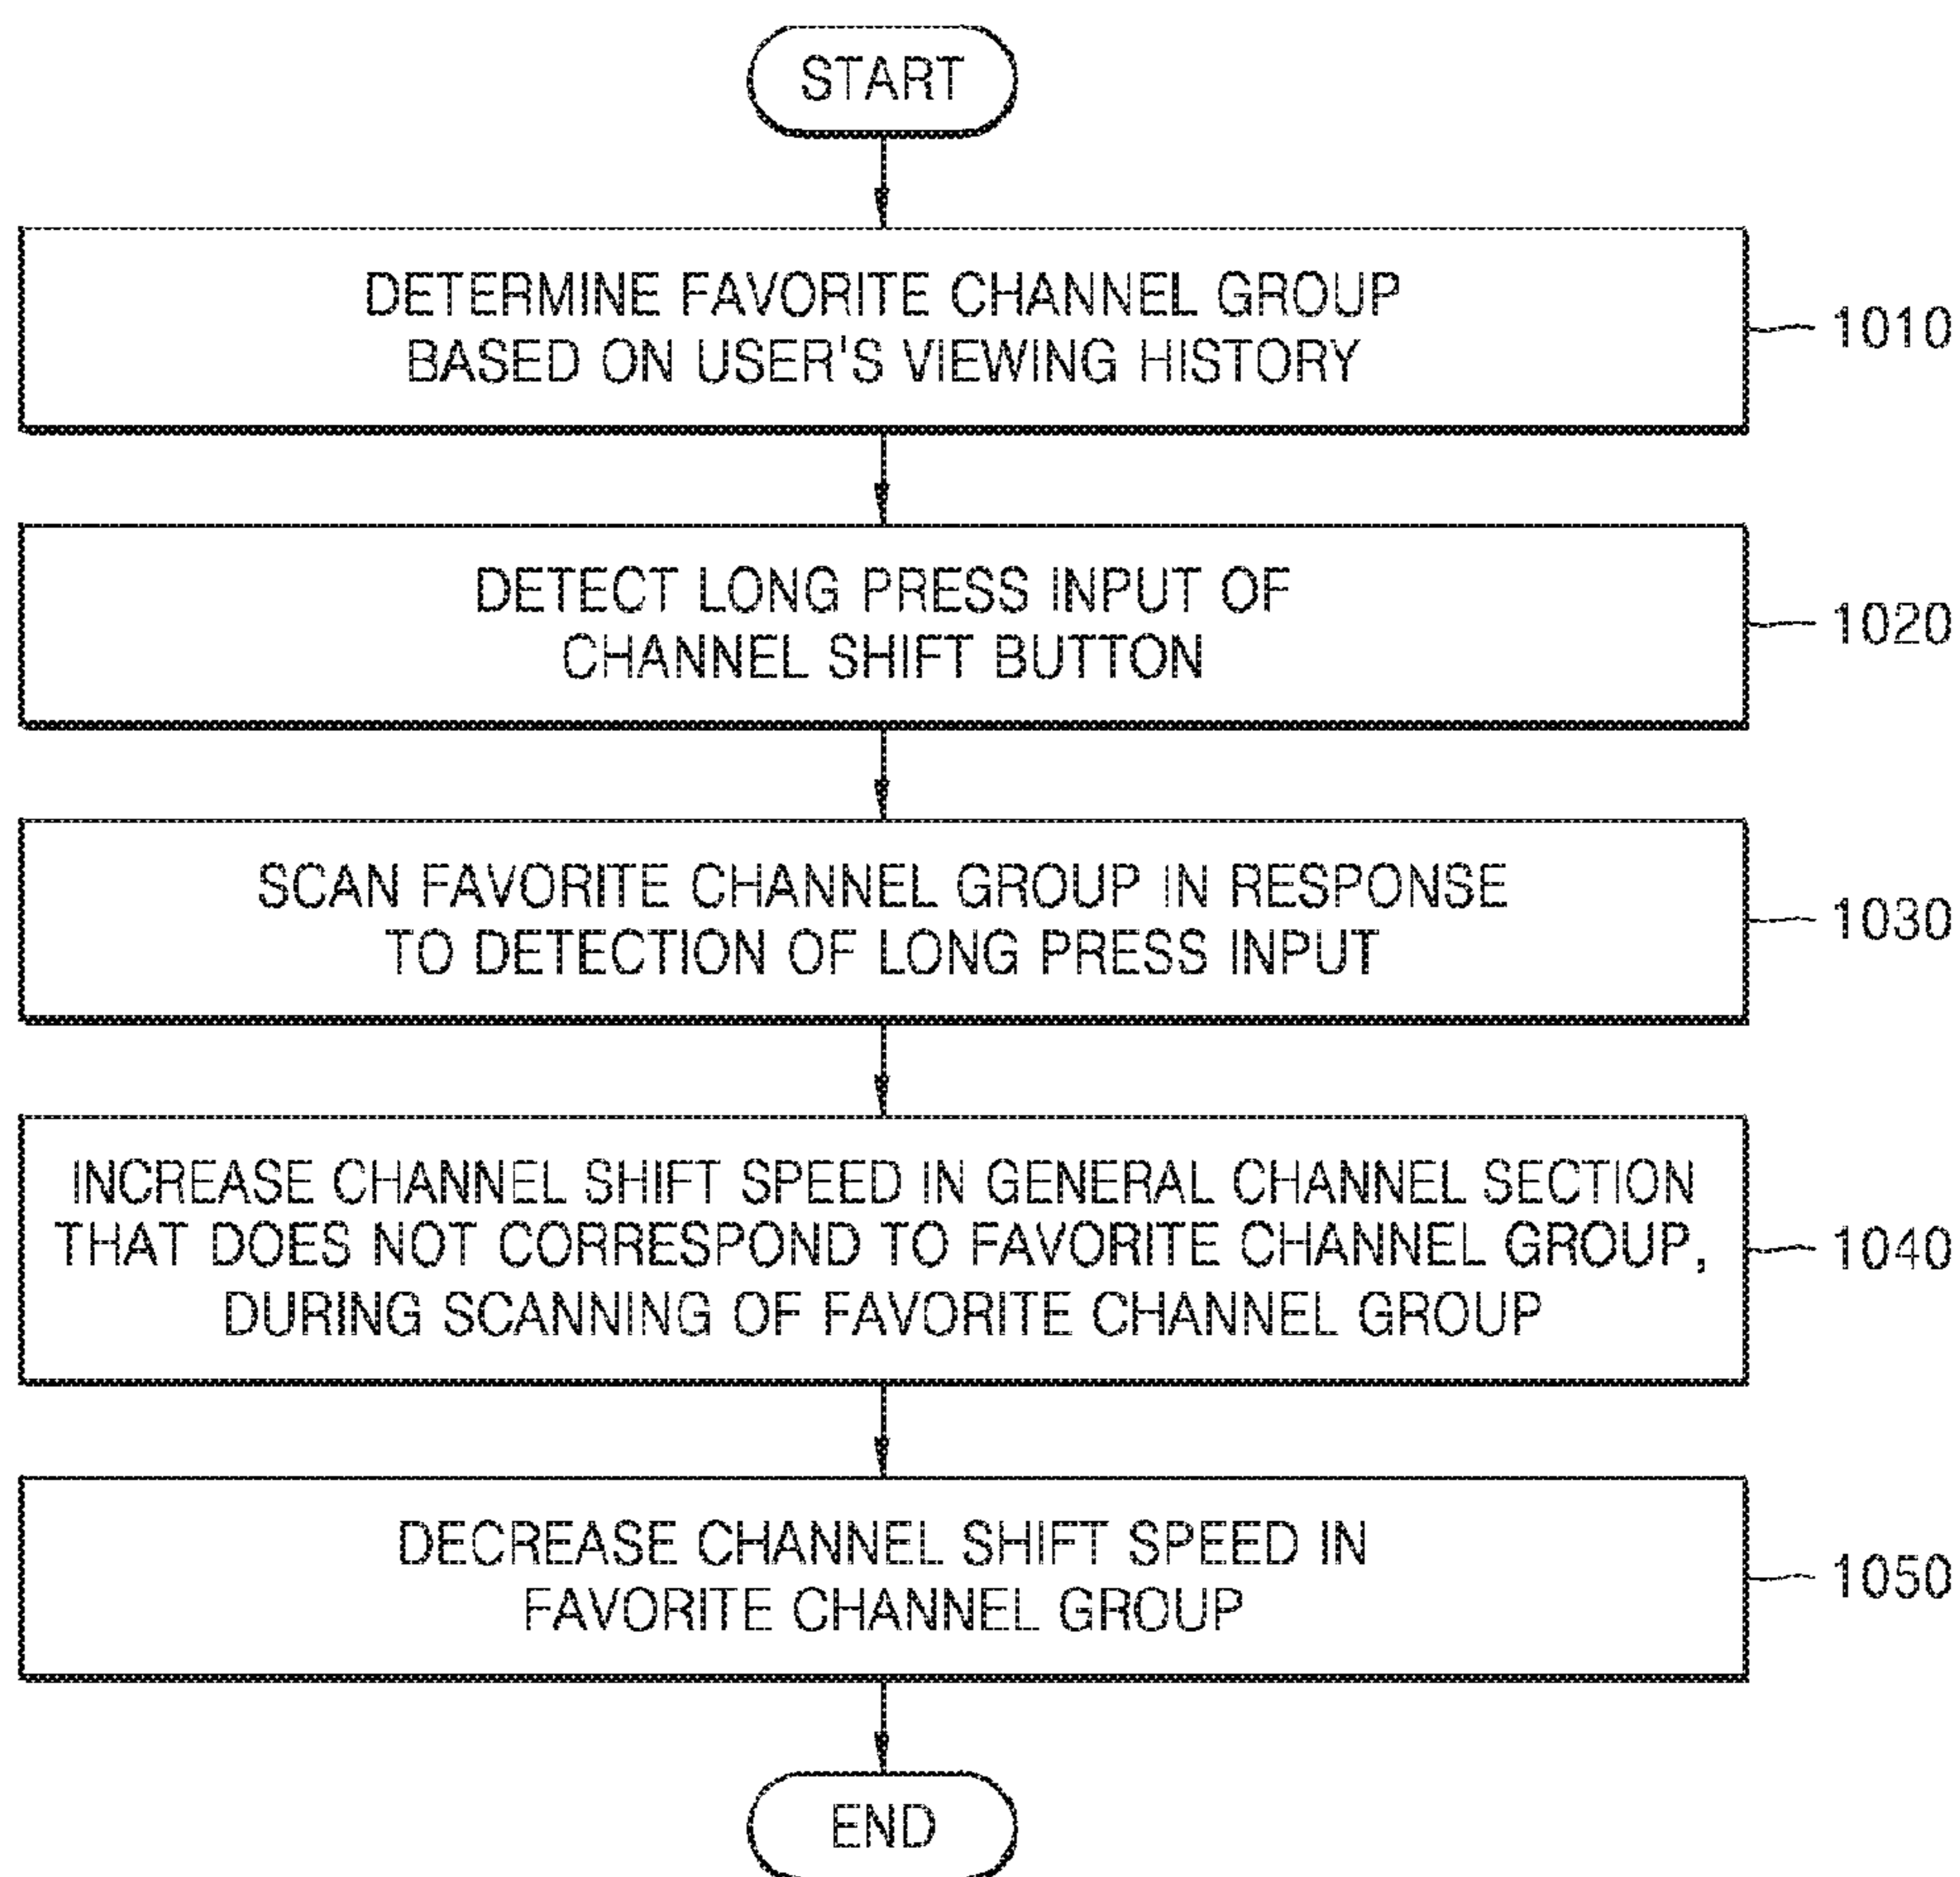 START
DETERMINE FAVORITE CHANNEL GROUP
BASED ON USER'S VIEWING HISTORY
1010
DETECT LONG PRESS INPUT OF
CHANNEL SHIFT BUTTON
1020
SCAN FAVORITE CHANNEL GROUP IN RESPONSE
TO DETECTION OF LONG PRESS INPUT
1030
INCREASE CHANNEL SHIFT SPEED IN GENERAL CHANNEL SECTION
THAT DOES NOT CORRESPOND TO FAVORITE CHANNEL GROUP,
DURING SCANNING OF FAVORITE CHANNEL GROUP
1040
DECREASE CHANNEL SHIFT SPEED IN
FAVORITE CHANNEL GROUP
1050
END